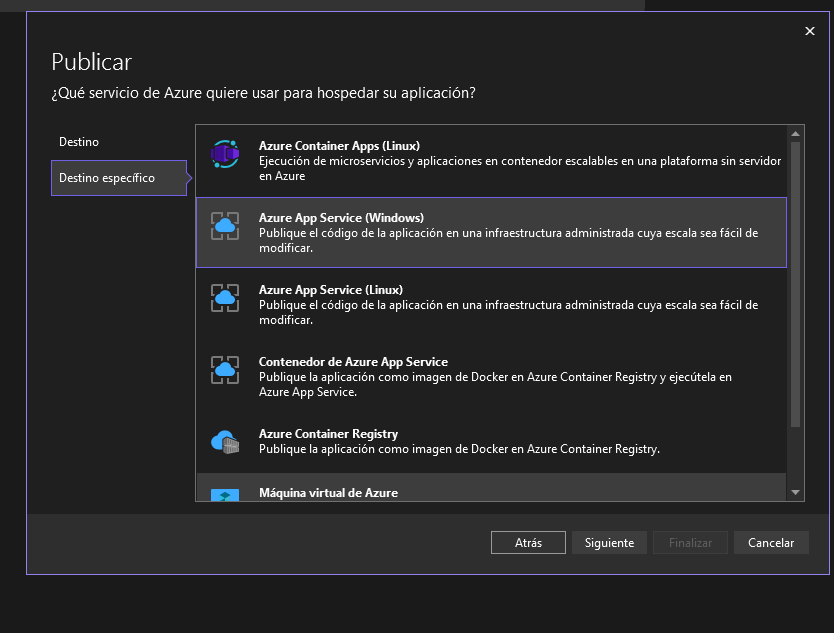 Publicar
¿Qué servicio de Azure quiere usar para hospedar su aplicación?
Destino
Destino específico
Azure Container Apps (Linux)
Ejecución de microservicios y aplicaciones en contenedor escalables en una plataforma sin servidor
en Azure
Azure App Service (Windows)
Publique el código de la aplicación en una infraestructura administrada cuya escala sea fácil de
modificar.
Azure App Service (Linux)
Publique el código de la aplicación en una infraestructura administrada cuya escala sea fácil de
modificar.
Contenedor de Azure App Service
Publique la aplicación como imagen de Docker en Azure Container Registry y ejecútela en
Azure App Service.
Azure Container Registry
Publique la aplicación como imagen de Docker en Azure Container Registry.
Máquina virtual de Azure
Atrás
Siguiente
Finalizar
Cancelar